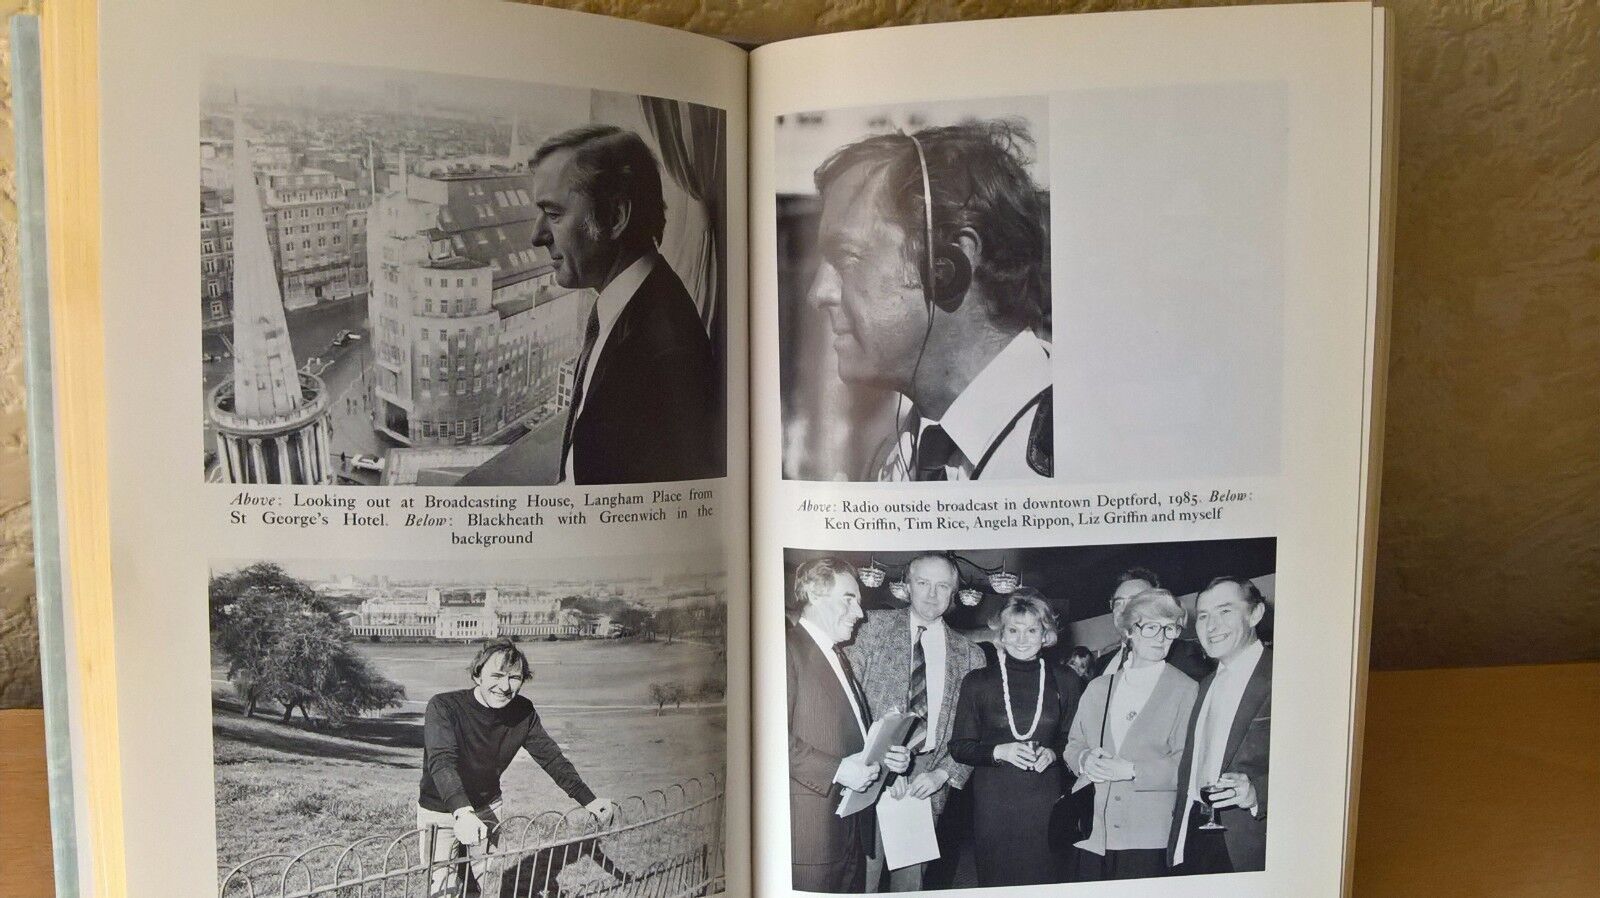 Above: Looking out at Broadcasting House, Langham Place from
St George's Hotel. Below: Blackheath with Greenwich in the
background
Above: Radio outside broadcast in downtown Deptford, 1985. Below:
Ken Griffin, Tim Rice, Angela Rippon, Liz Griffin and myself